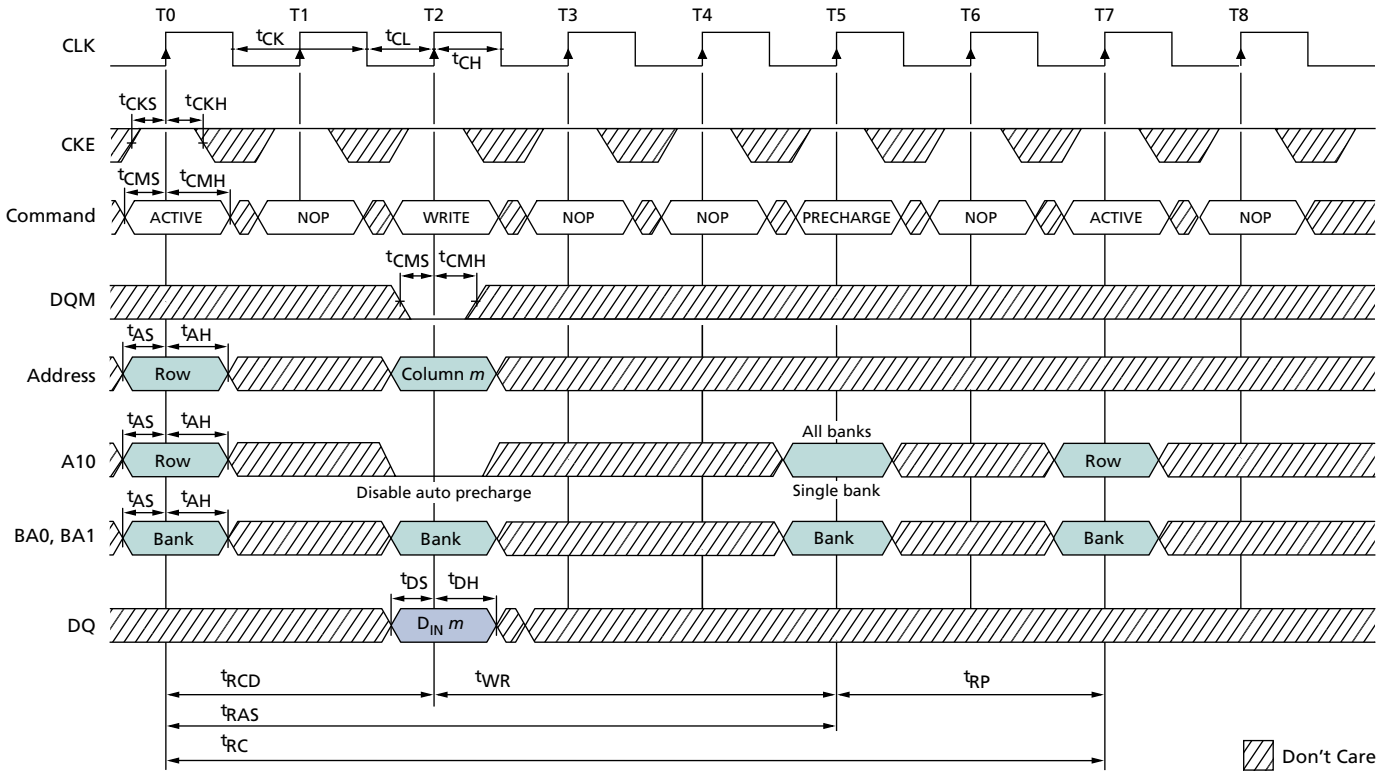 T0 T1 T2 T3 T4 T5 T6 T7 T8
CLK
tCK tCL
tCH
tCKS tCKH
CKE
tCMS tCMH
Command ACTIVE NOP WRITE NOP NOP PRECHARGE NOP ACTIVE NOP
tCMS tCMH
DQM
tAS tAH
Address Row Column m
tAS tAH All banks
A10 Row Row
Disable auto precharge Single bank
tAS tAH
BA0, BA1 Bank Bank Bank Bank
tDS tDH
DQ DIN m
tRCD tWR tRP
tRAS
tRC
Don't Care